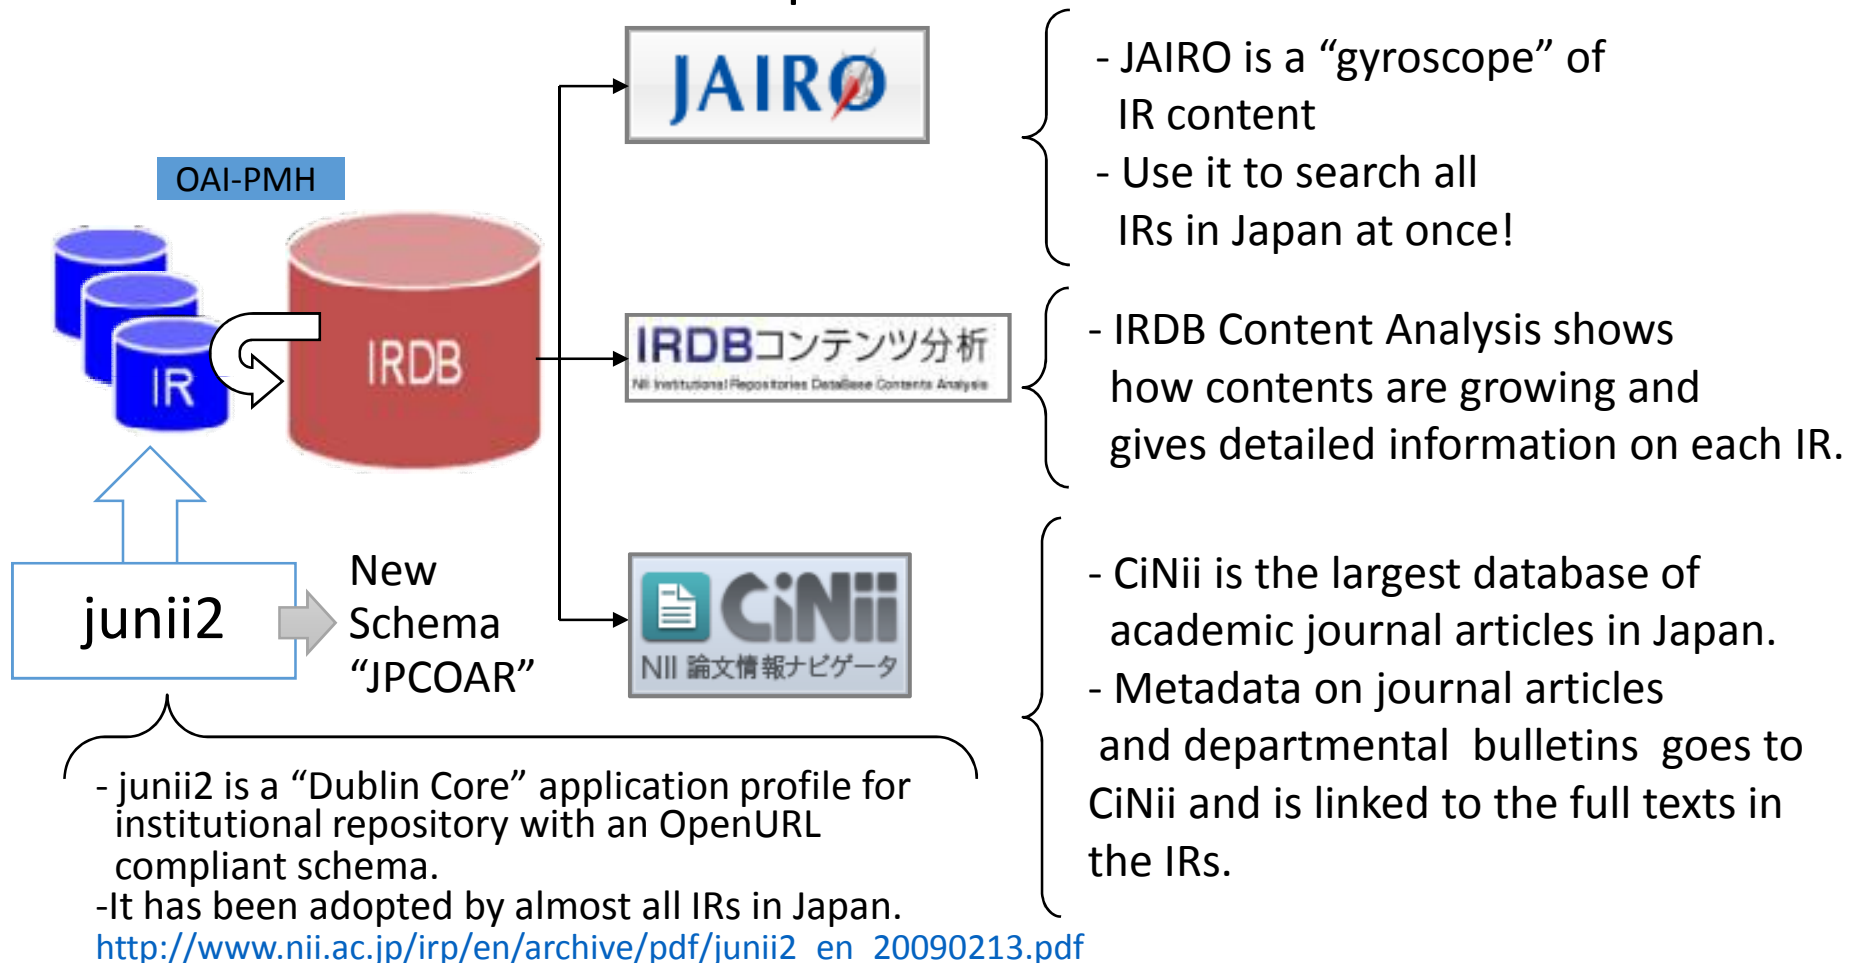 JAIRO
- JAIRO is a “gyroscope” of
IR content
- Use it to search all
IRs in Japan at once!
OAI-PMH
IR
IRDB
IRDBコンテンツ分析
NII Institutional Repositories DataBase Contents Analysis
- IRDB Content Analysis shows
how contents are growing and
gives detailed information on each IR.
junii2
New
Schema
“JPCOAR”
CiNii
NII 論文情報ナビゲータ
- CiNii is the largest database of
academic journal articles in Japan.
- Metadata on journal articles
and departmental bulletins goes to
CiNii and is linked to the full texts in
the IRs.
- junii2 is a “Dublin Core” application profile for
institutional repository with an OpenURL
compliant schema.
-It has been adopted by almost all IRs in Japan.
http://www.nii.ac.jp/irp/en/archive/pdf/junii2_en_20090213.pdf